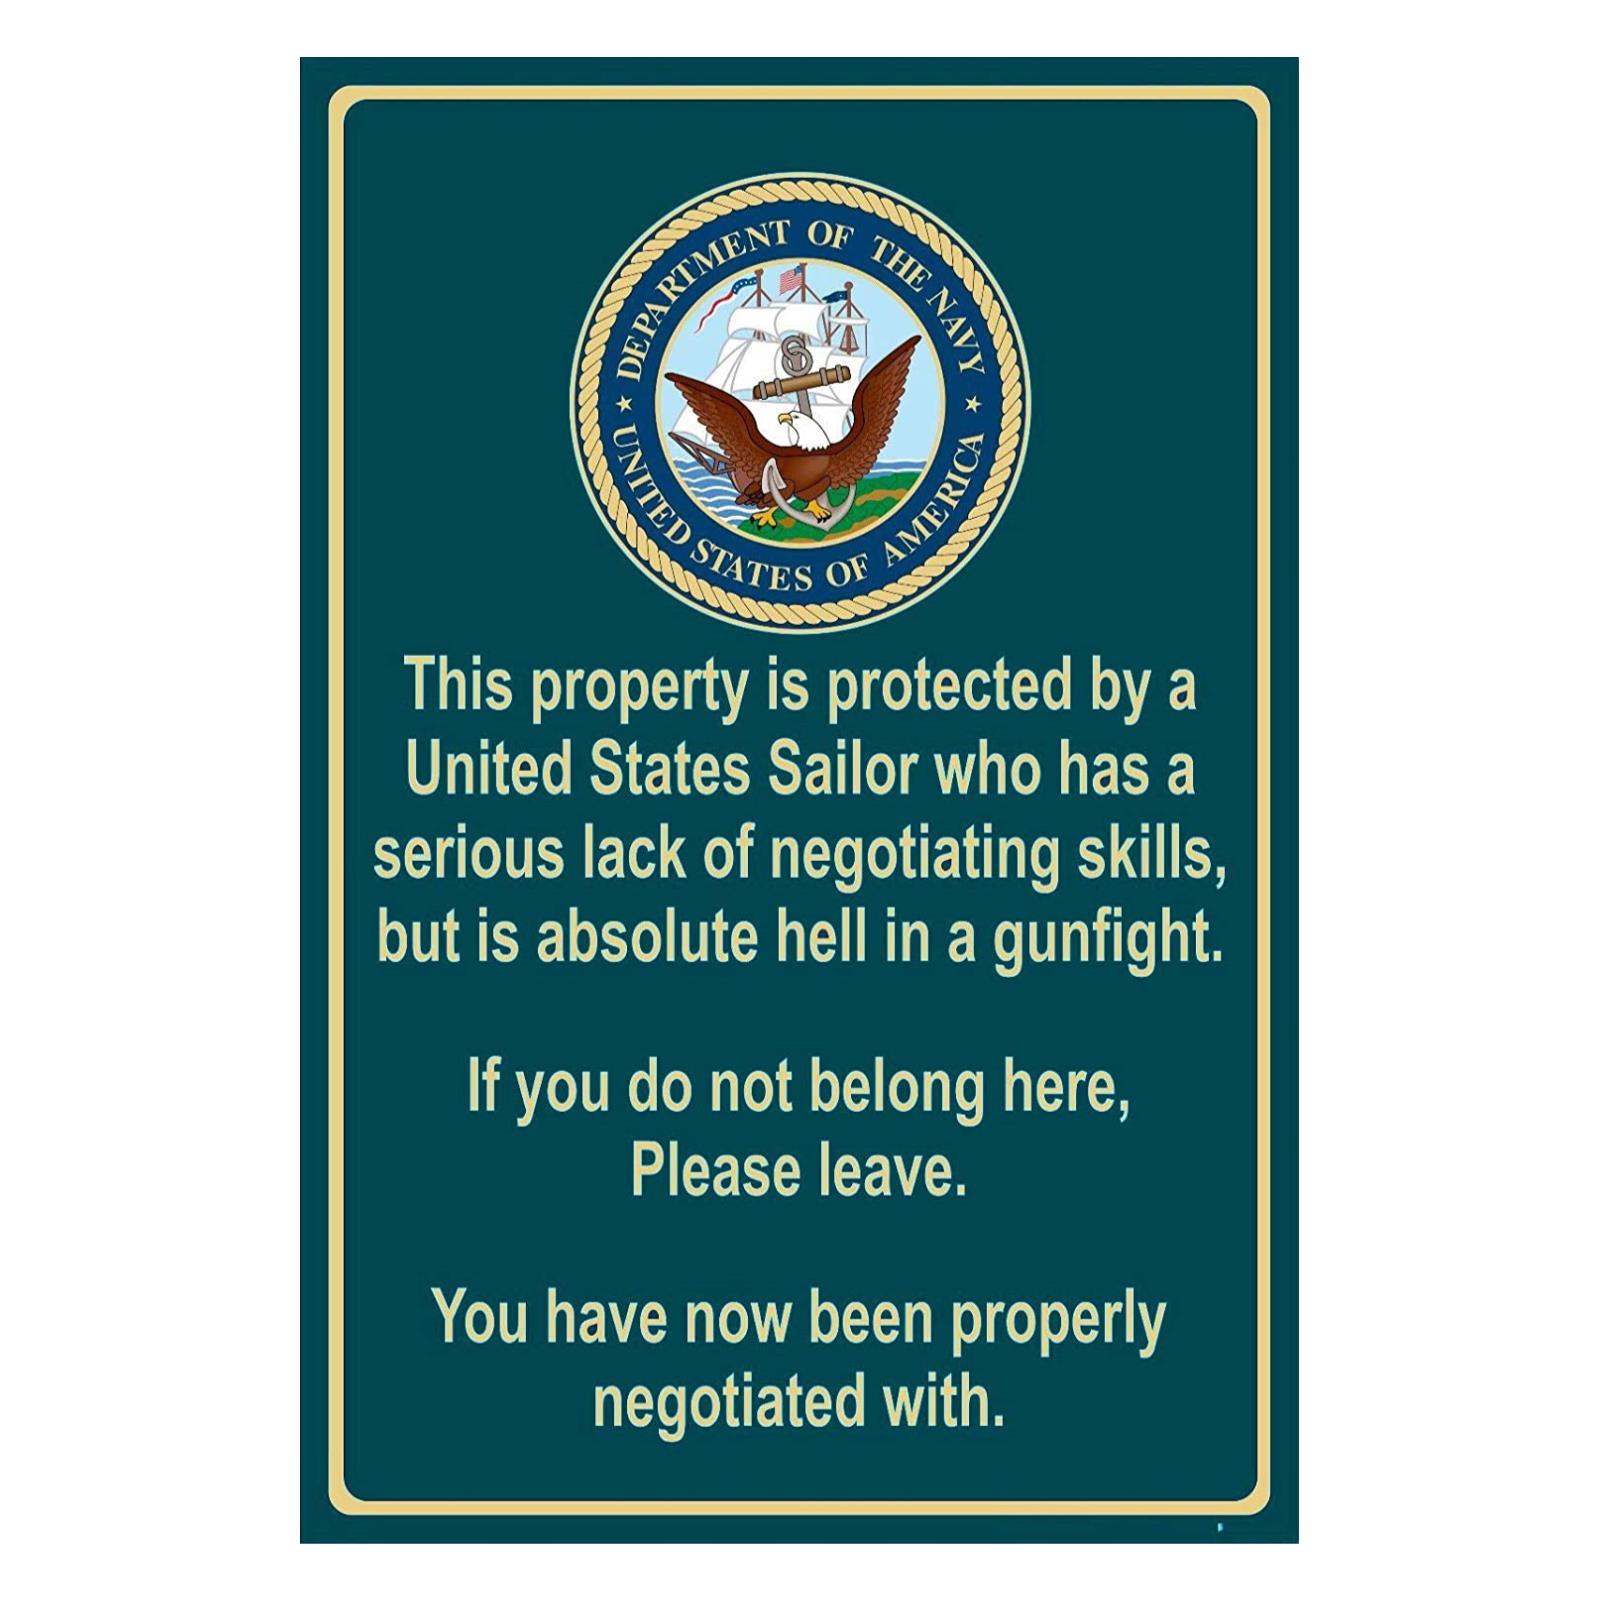 DEPARTMENT OF THE NAVY
UNITED STATES OF AMERICA
This property is protected by a
United States Sailor who has a
serious lack of negotiating skills,
but is absolute hell in a gunfight.
If you do not belong here,
Please leave.
You have now been properly
negotiated with.